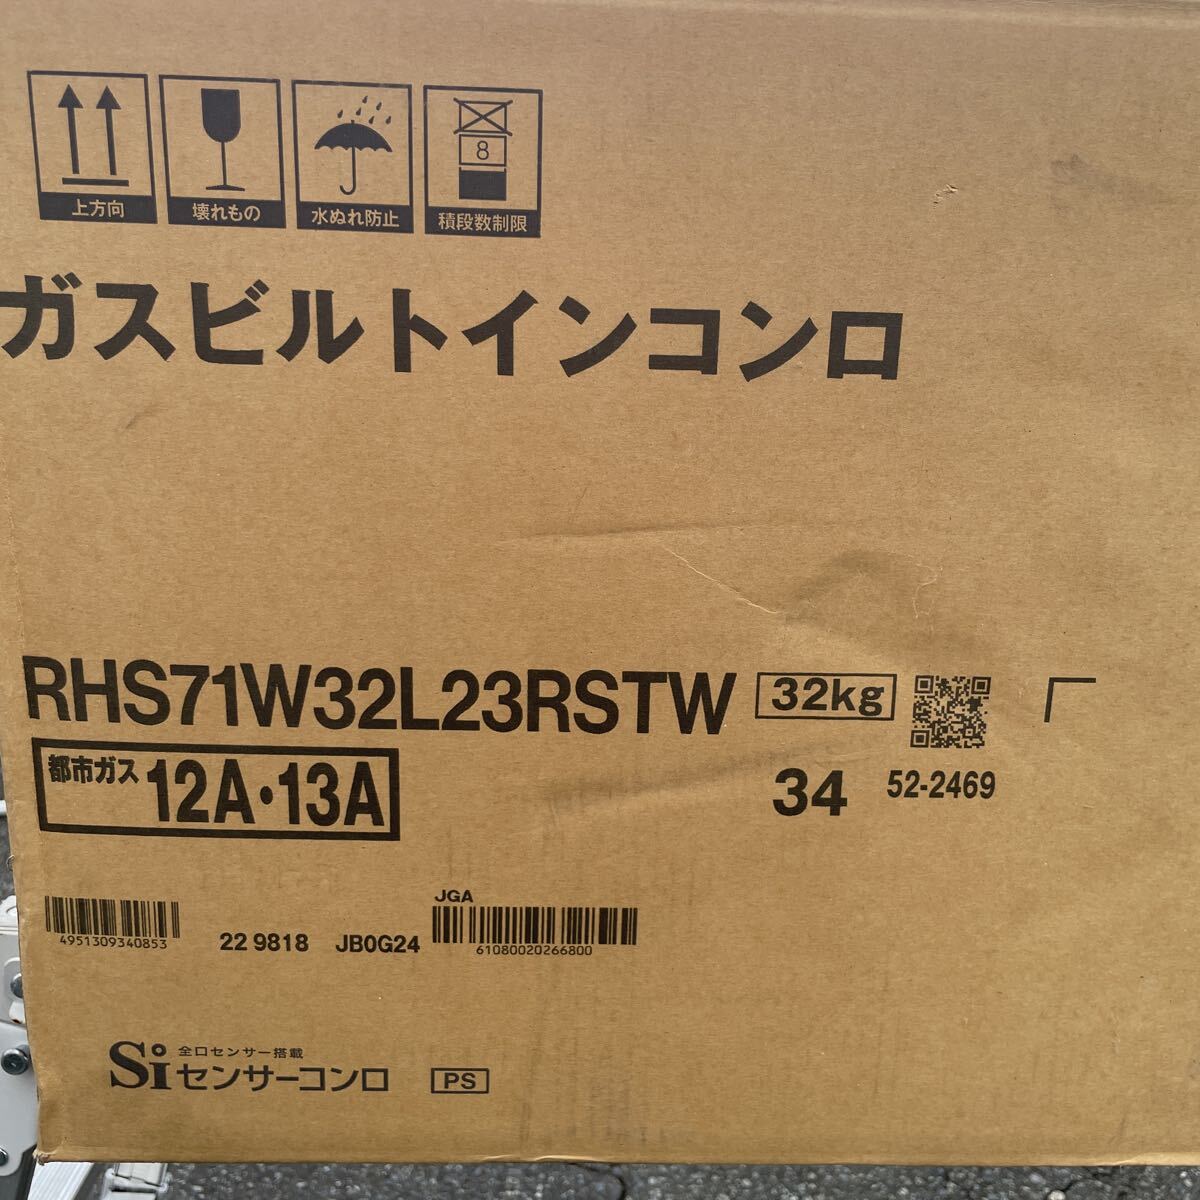 8
上方向
壊れもの
水ぬれ防止
積段数制限
ガスビルトインコンロ
RHS71W32L23RSTW 32kg
都市ガス 12A・13A
34 52-2469
JGA
4951309340853
22 9818 JB0G24
61080020266800
全口センサー搭載
Siセンサーコンロ PS